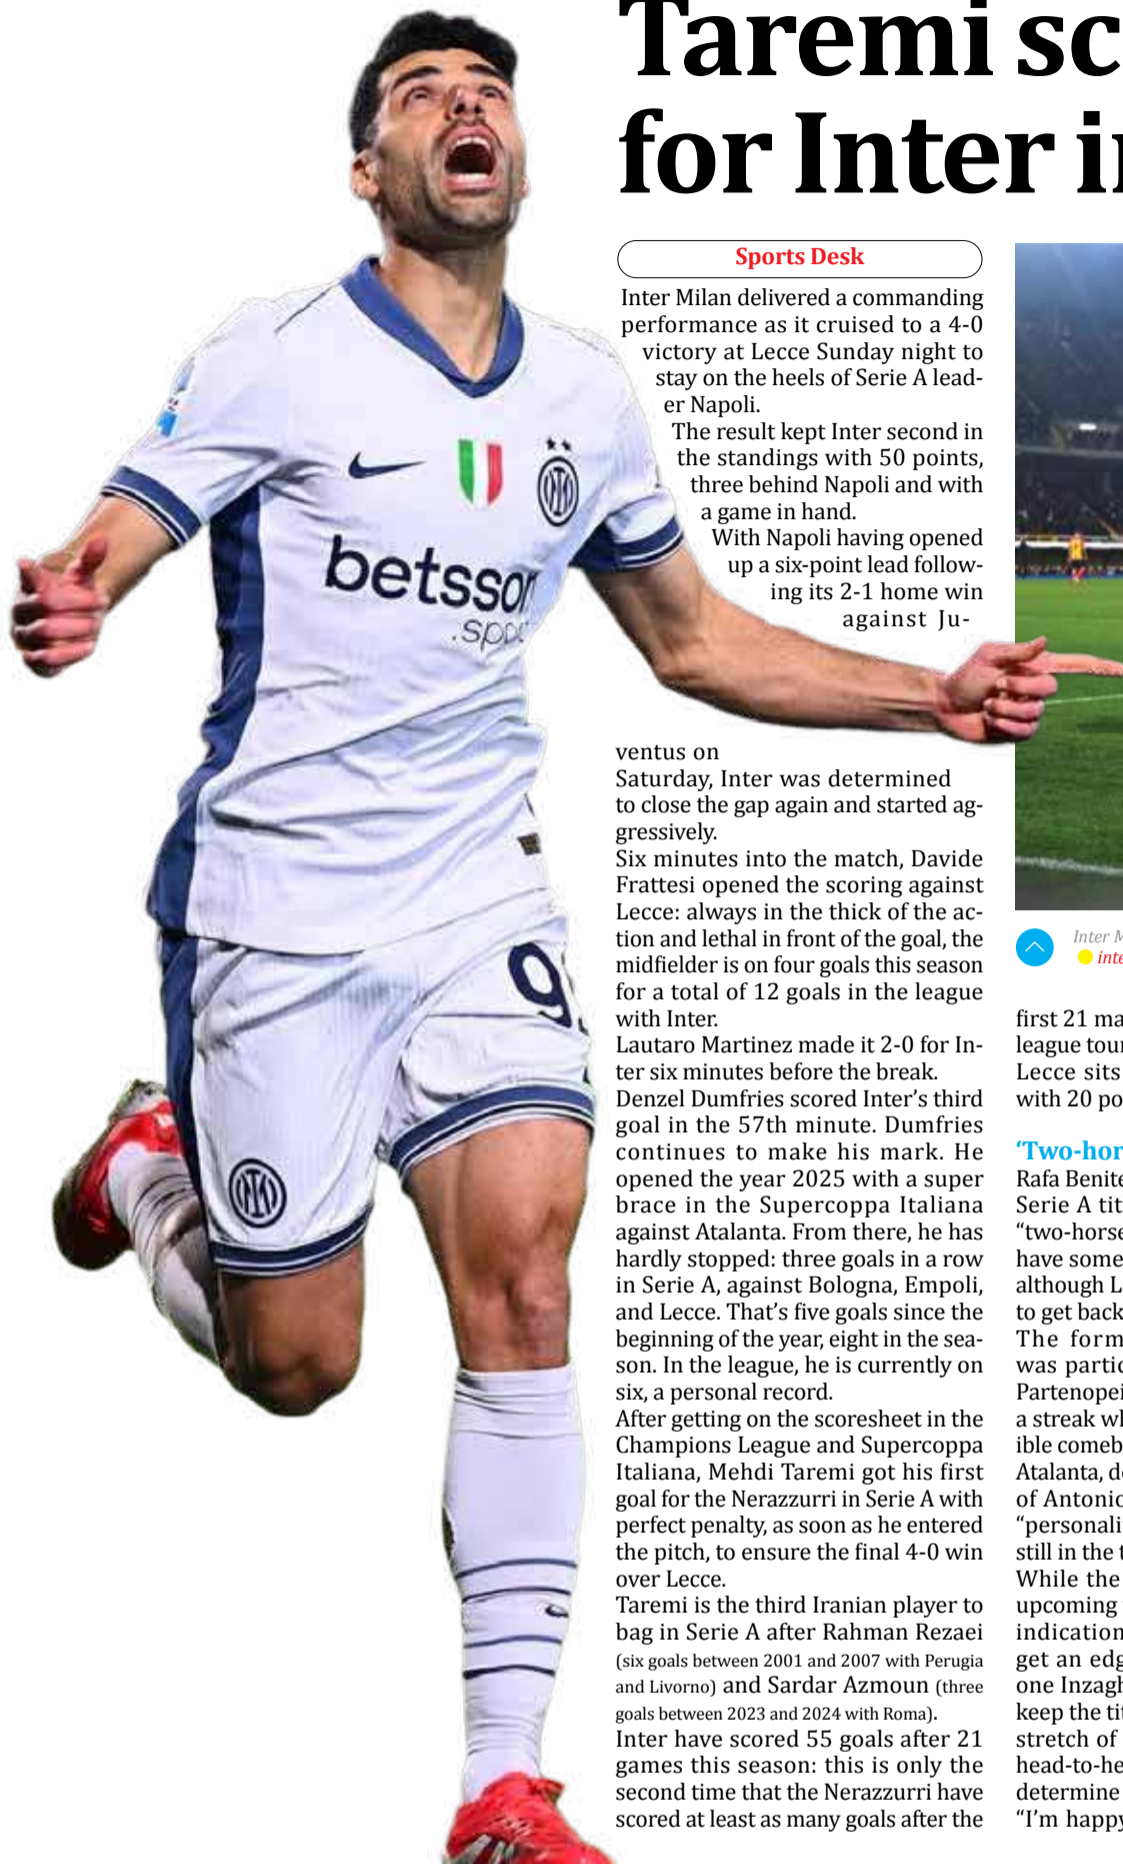 Taremi sc
for Inter i
Sports Desk
Inter Milan delivered a commanding
performance as it cruised to a 4-0
victory at Lecce Sunday night to
stay on the heels of Serie A lead-
er Napoli.
The result kept Inter second in
the standings with 50 points,
three behind Napoli and with
a game in hand.
With Napoli having opened
up a six-point lead follow-
ing its 2-1 home win
against Ju-
ventus on
Saturday, Inter was determined
to close the gap again and started ag-
gressively.
Six minutes into the match, Davide
Frattesi opened the scoring against
Lecce: always in the thick of the ac-
tion and lethal in front of the goal, the
midfielder is on four goals this season
for a total of 12 goals in the league
with Inter.
Lautaro Martinez made it 2-0 for In-
ter six minutes before the break.
Denzel Dumfries scored Inter’s third
goal in the 57th minute. Dumfries
continues to make his mark. He
opened the year 2025 with a super
brace in the Supercoppa Italiana
against Atalanta. From there, he has
hardly stopped: three goals in a row
in Serie A, against Bologna, Empoli,
and Lecce. That’s five goals since the
beginning of the year, eight in the sea-
son. In the league, he is currently on
six, a personal record.
After getting on the scoresheet in the
Champions League and Supercoppa
Italiana, Mehdi Taremi got his first
goal for the Nerazzurri in Serie A with
perfect penalty, as soon as he entered
the pitch, to ensure the final 4-0 win
over Lecce.
Taremi is the third Iranian player to
bag in Serie A after Rahman Rezaei
(six goals between 2001 and 2007 with Perugia
and Livorno) and Sardar Azmoun (three
goals between 2023 and 2024 with Roma).
Inter have scored 55 goals after 21
games this season: this is only the
second time that the Nerazzurri have
scored at least as many goals after the
Inter M
inte
first 21 ma
league tour
Lecce sits
with 20 po
‘Two-hor
Rafa Benite
Serie A tit
“two-horse
have some
although L
to get back
The form
was partic
Partenopei
a streak wh
ible comeb
Atalanta, d
of Antonio
“personali
still in the t
While the
upcoming
indication
get an edg
one Inzagh
keep the tit
stretch of
head-to-he
determine
“I’m happy
betsson
.spo
9